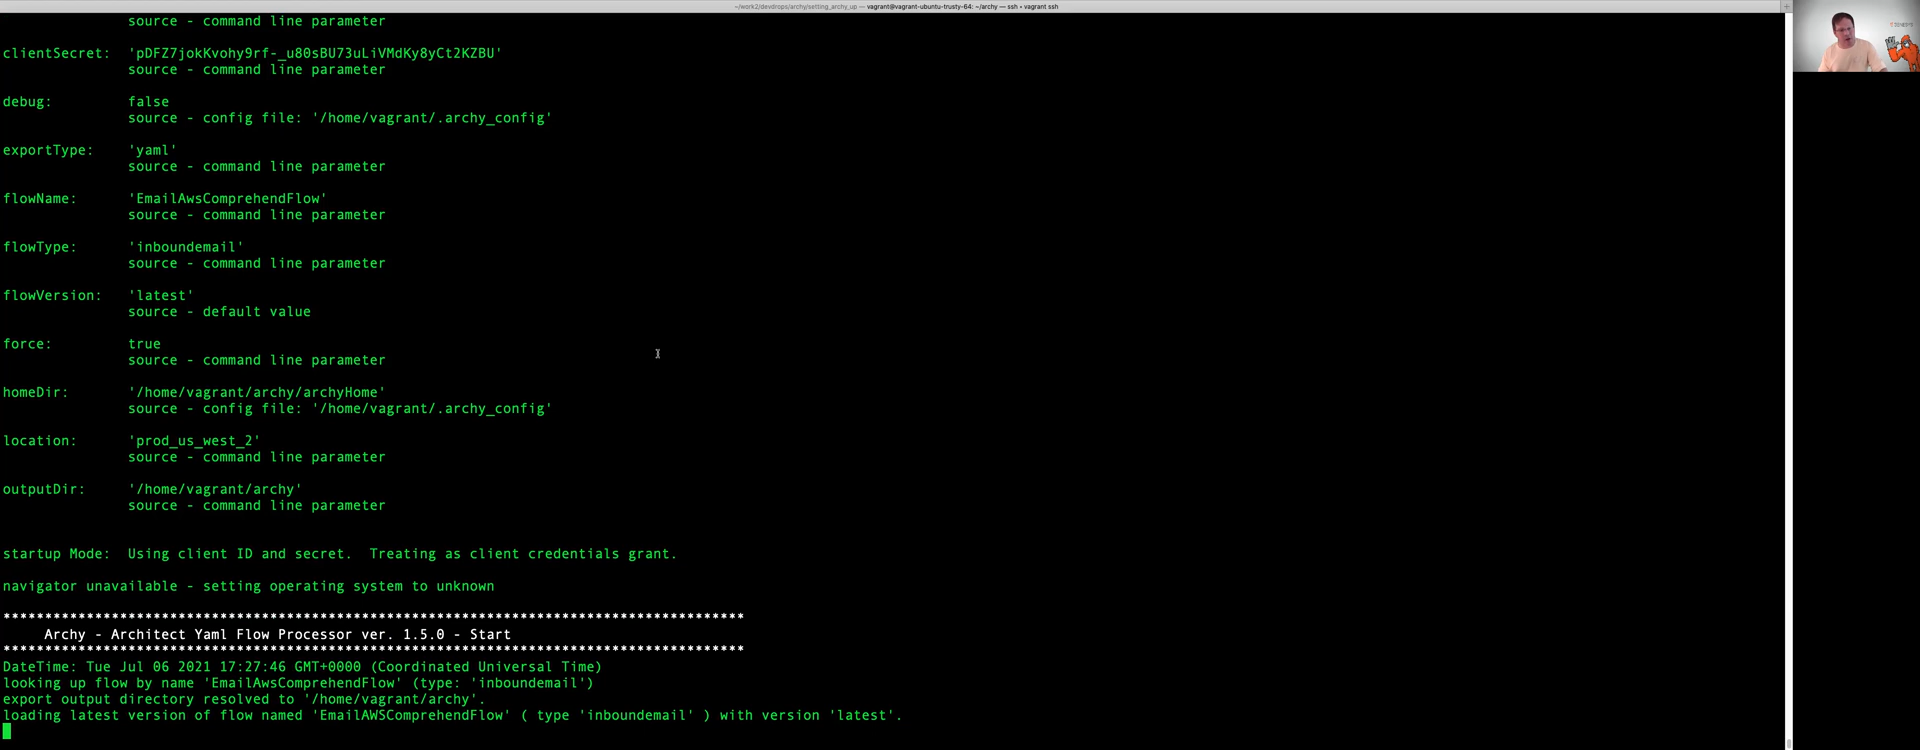 ~/work2/devdrops/archy/setting_archy_up — vagrant@vagrant-ubuntu-trusty-64: ~/archy — ssh • vagrant ssh
source - command line parameter
clientSecret: 'pDFZ7jokKvohy9rf-_u80sBU73uLiVMdKy8yCt2KZBU'
source - command line parameter
debug: false
source - config file: '/home/vagrant/.archy_config'
exportType: 'yaml'
source - command line parameter
flowName: 'EmailAwsComprehendFlow'
source - command line parameter
flowType: 'inboundemail'
source - command line parameter
flowVersion: 'latest'
source - default value
force: true
source - command line parameter
homeDir: '/home/vagrant/archy/archyHome'
source - config file: '/home/vagrant/.archy_config'
location: 'prod_us_west_2'
source - command line parameter
outputDir: '/home/vagrant/archy'
source - command line parameter
startup Mode: Using client ID and secret. Treating as client credentials grant.
navigator unavailable - setting operating system to unknown
*****************************************************************************************
Archy - Architect Yaml Flow Processor ver. 1.5.0 - Start
*****************************************************************************************
DateTime: Tue Jul 06 2021 17:27:46 GMT+0000 (Coordinated Universal Time)
looking up flow by name 'EmailAwsComprehendFlow' (type: 'inboundemail')
export output directory resolved to '/home/vagrant/archy'.
loading latest version of flow named 'EmailAWSComprehendFlow' ( type 'inboundemail' ) with version 'latest'.